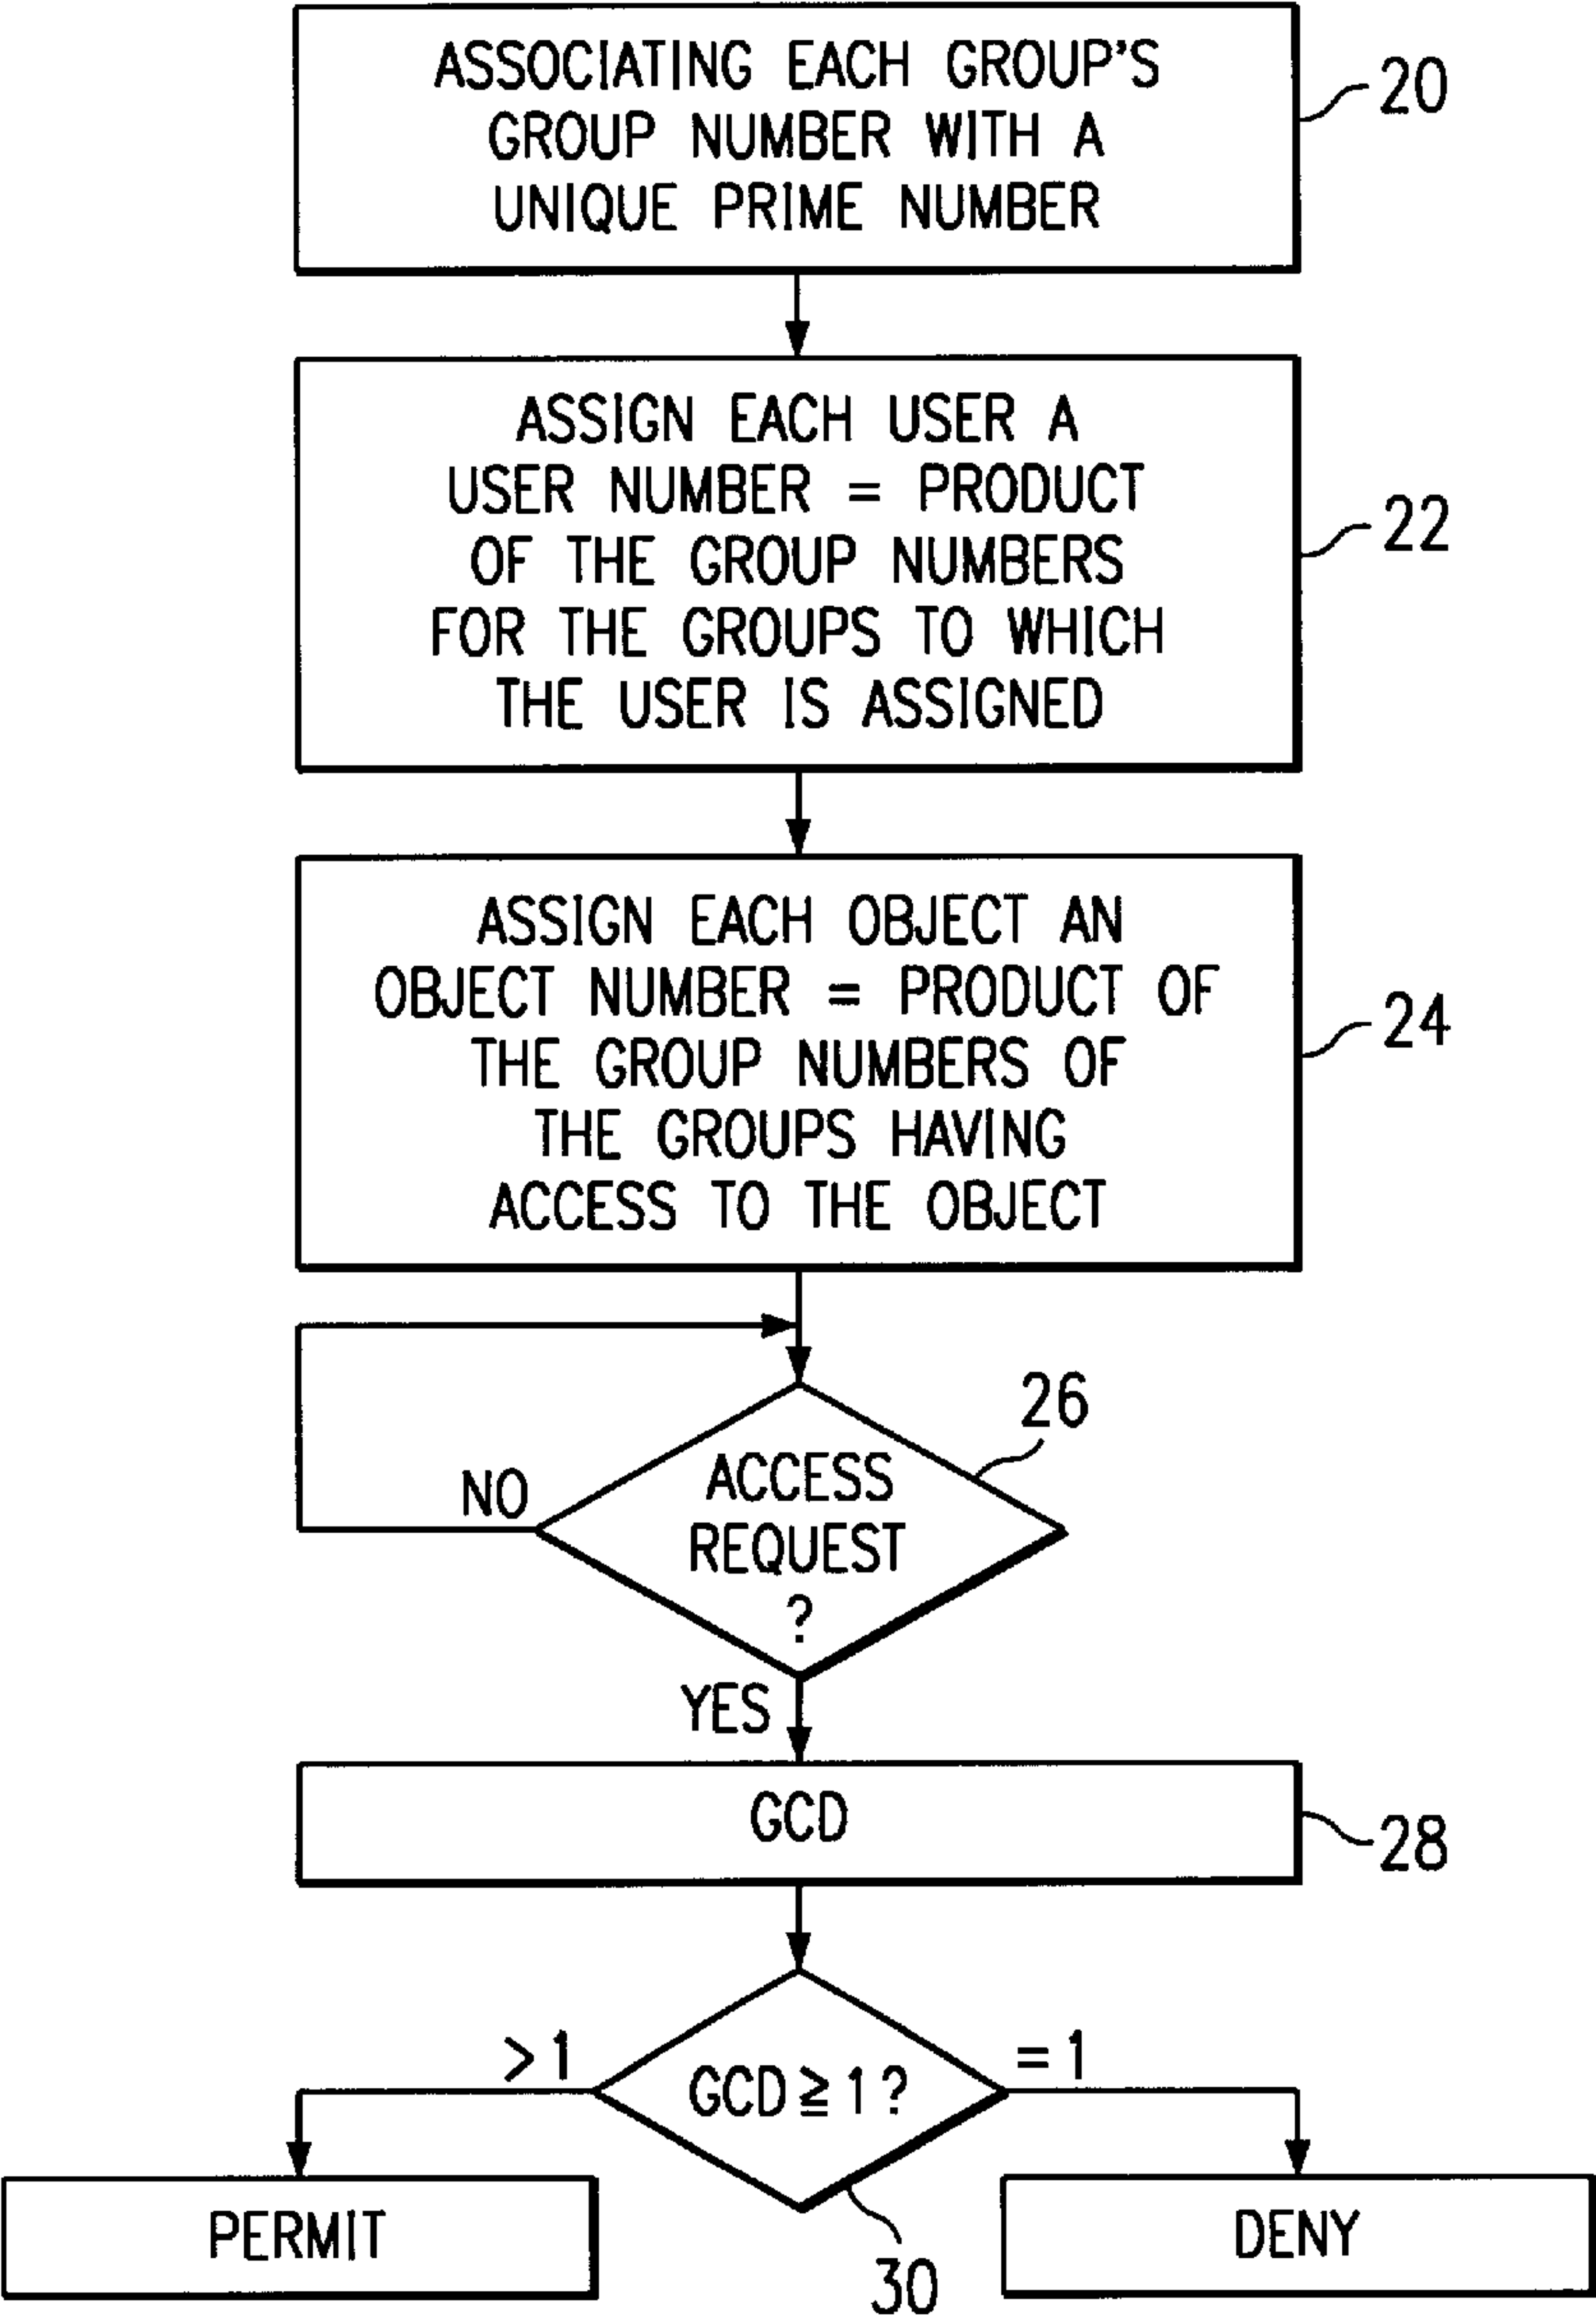 ASSOCIATING EACH GROUP'S
GROUP NUMBER WITH A
UNIQUE PRIME NUMBER
20
ASSIGN EACH USER A
USER NUMBER = PRODUCT
OF THE GROUP NUMBERS
FOR THE GROUPS TO WHICH
THE USER IS ASSIGNED
22
ASSIGN EACH OBJECT AN
OBJECT NUMBER = PRODUCT OF
THE GROUP NUMBERS OF
THE GROUPS HAVING
ACCESS TO THE OBJECT
24
26
NO
ACCESS
REQUEST
?
YES
GCD
28
>1
GCD≧1?
=1
PERMIT
DENY
30